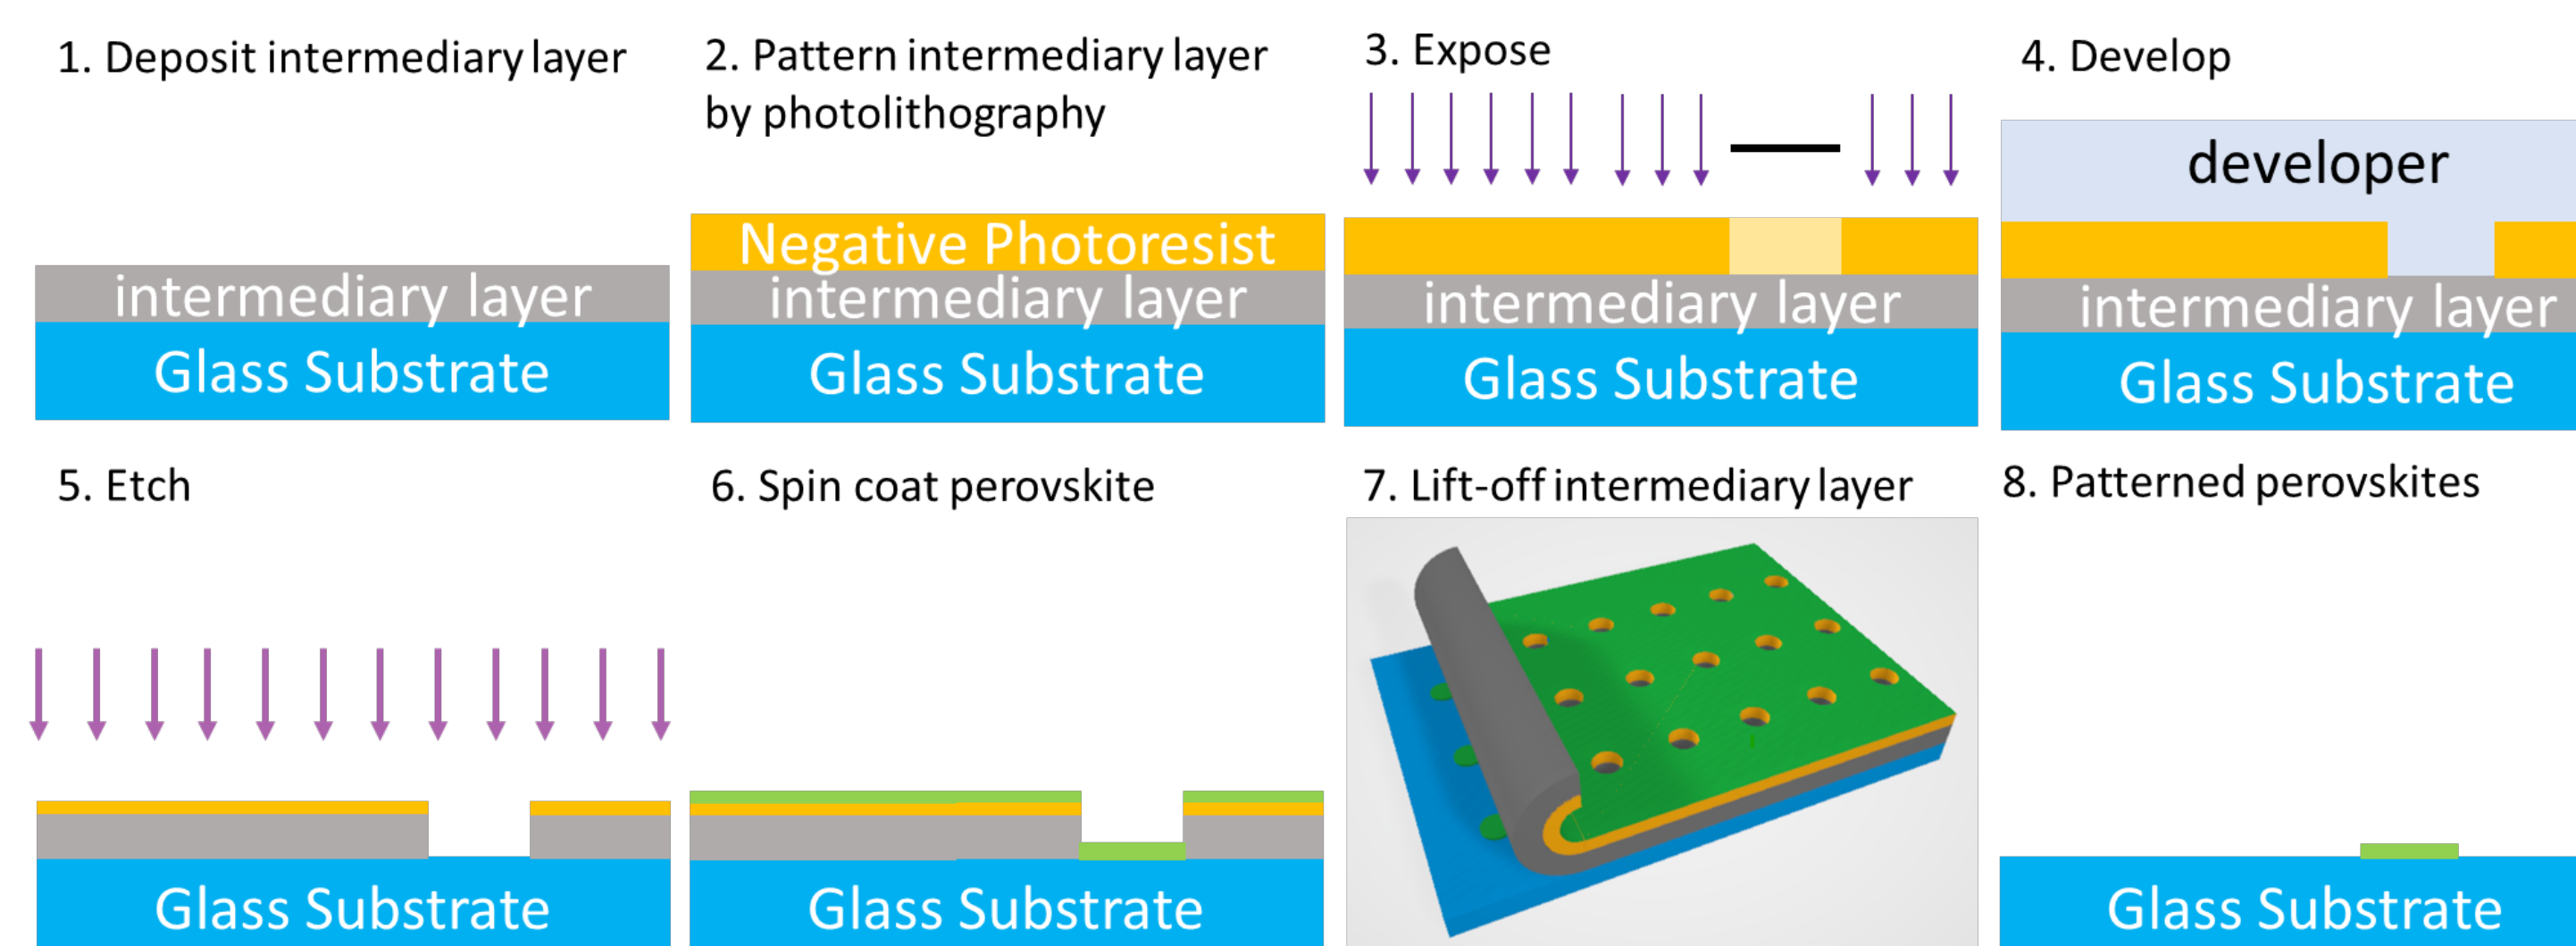 1. Deposit intermediary layer
intermediary layer
Glass Substrate
2. Pattern intermediary layer
by photolithography
Negative Photoresist
intermediary layer
Glass Substrate
3. Expose
intermediary layer
Glass Substrate
4. Develop
developer
intermediary layer
Glass Substrate
5. Etch
Glass Substrate
6. Spin coat perovskite
Glass Substrate
7. Lift-off intermediary layer
8. Patterned perovskites
Glass Substrate